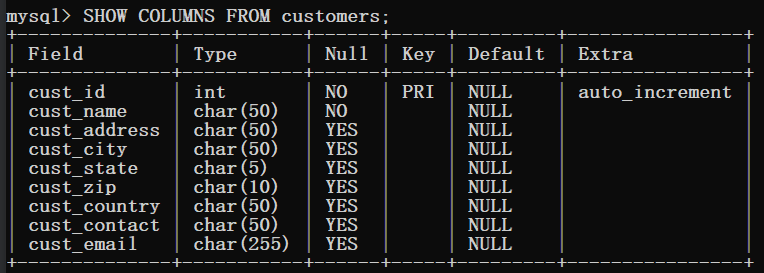 mysql> SHOW COLUMNS FROM customers;
+--------------+-----------+------+-----+---------+----------------+
| Field        | Type      | Null | Key | Default | Extra          |
+--------------+-----------+------+-----+---------+----------------+
| cust_id      | int       | NO   | PRI | NULL    | auto_increment |
| cust_name    | char(50)  | NO   |     | NULL    |                |
| cust_address | char(50)  | YES  |     | NULL    |                |
| cust_city    | char(50)  | YES  |     | NULL    |                |
| cust_state   | char(5)   | YES  |     | NULL    |                |
| cust_zip     | char(10)  | YES  |     | NULL    |                |
| cust_country | char(50)  | YES  |     | NULL    |                |
| cust_contact | char(50)  | YES  |     | NULL    |                |
| cust_email   | char(255) | YES  |     | NULL    |                |
+--------------+-----------+------+-----+---------+----------------+